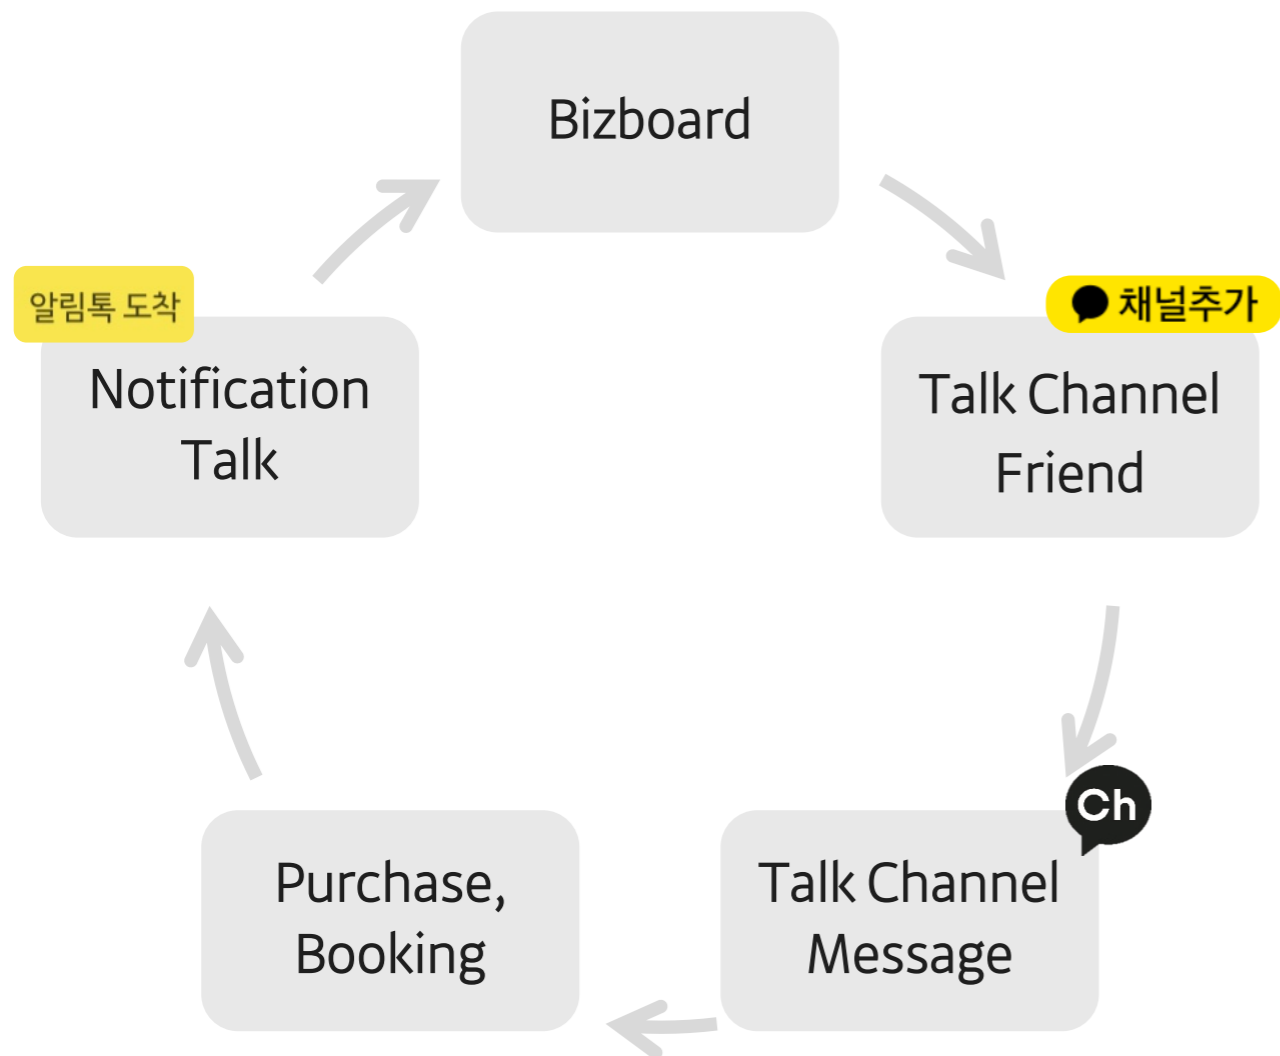 Bizboard
채널추가
Talk Channel
Friend
Ch
Talk Channel
Message
Purchase,
Booking
알림톡 도착
Notification
Talk